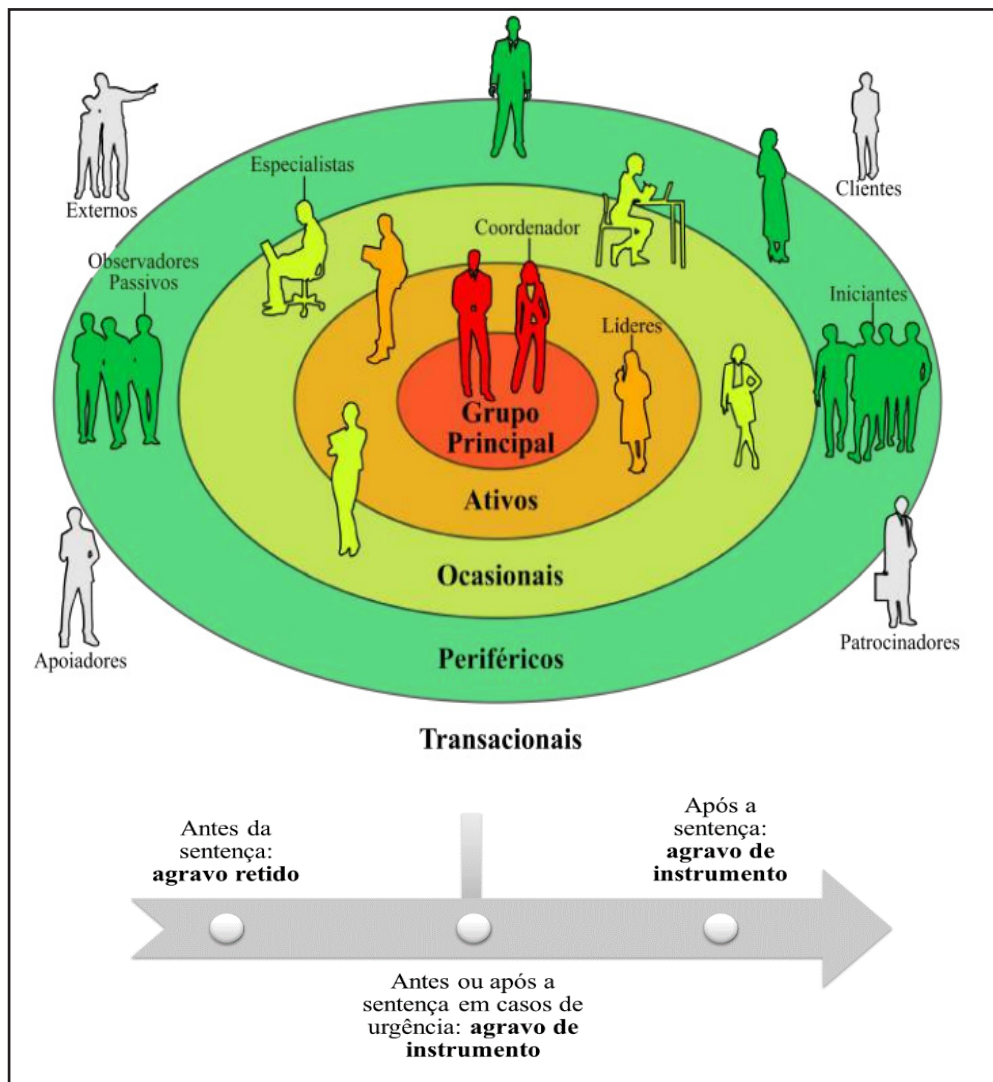 Externos
Especialistas
Clientes
Coordenador
Observadores
Passivos
Iniciantes
Líderes
Grupo
Principal
Ativos
Ocasionais
Apoiadores
Periféricos
Patrocinadores
Transacionais
Antes da
sentença:
agravo retido
Após a
sentença:
agravo de
instrumento
Antes ou após a
sentença em casos de
urgência: agravo de
instrumento